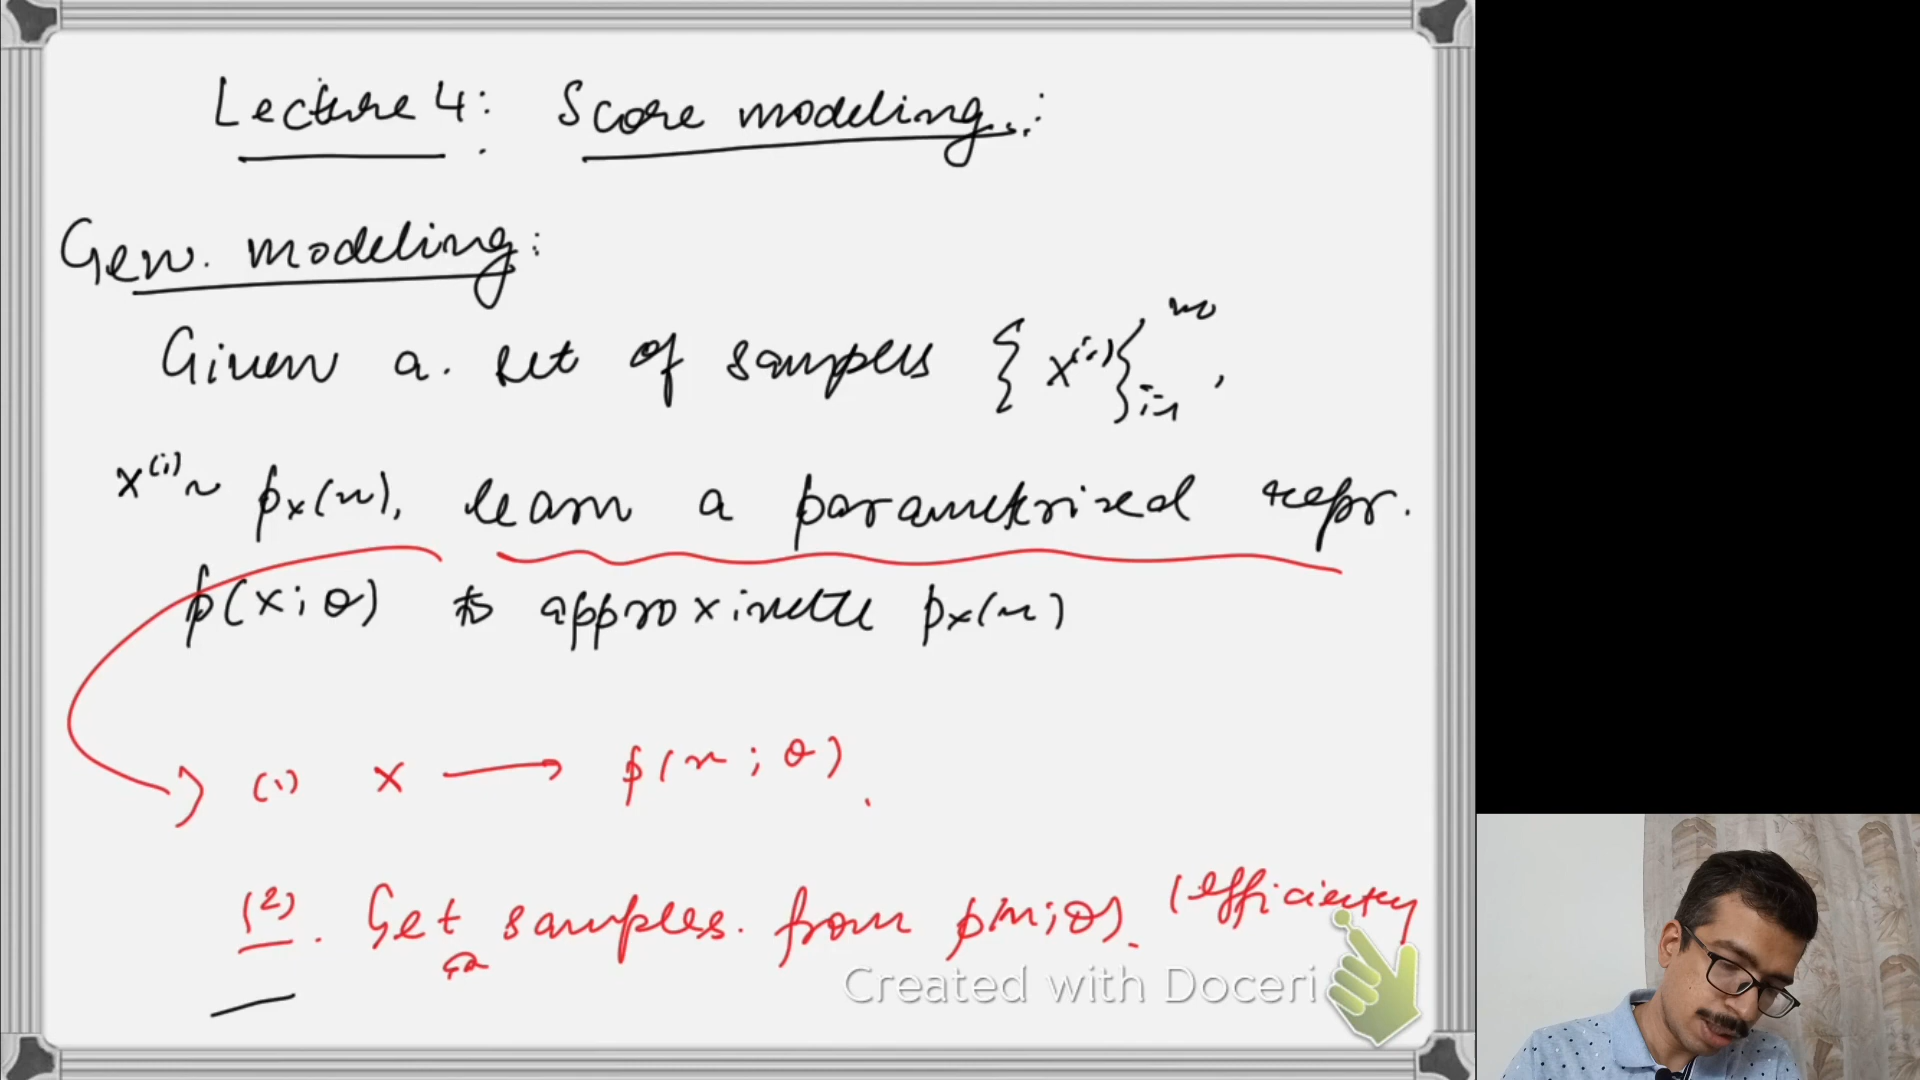 Lecture 4: Score modeling..:
Gen. modeling:
Given a set of samples { x^(i) }_{i=1}^{m},
x^(i) ~ p_x(x), learn a parametrized repr.
p(x; θ) to approximate p_x(x)
(1) x → p(x; θ).
(2). Get samples. from p(x; θ). (efficiently
Created with Doceri